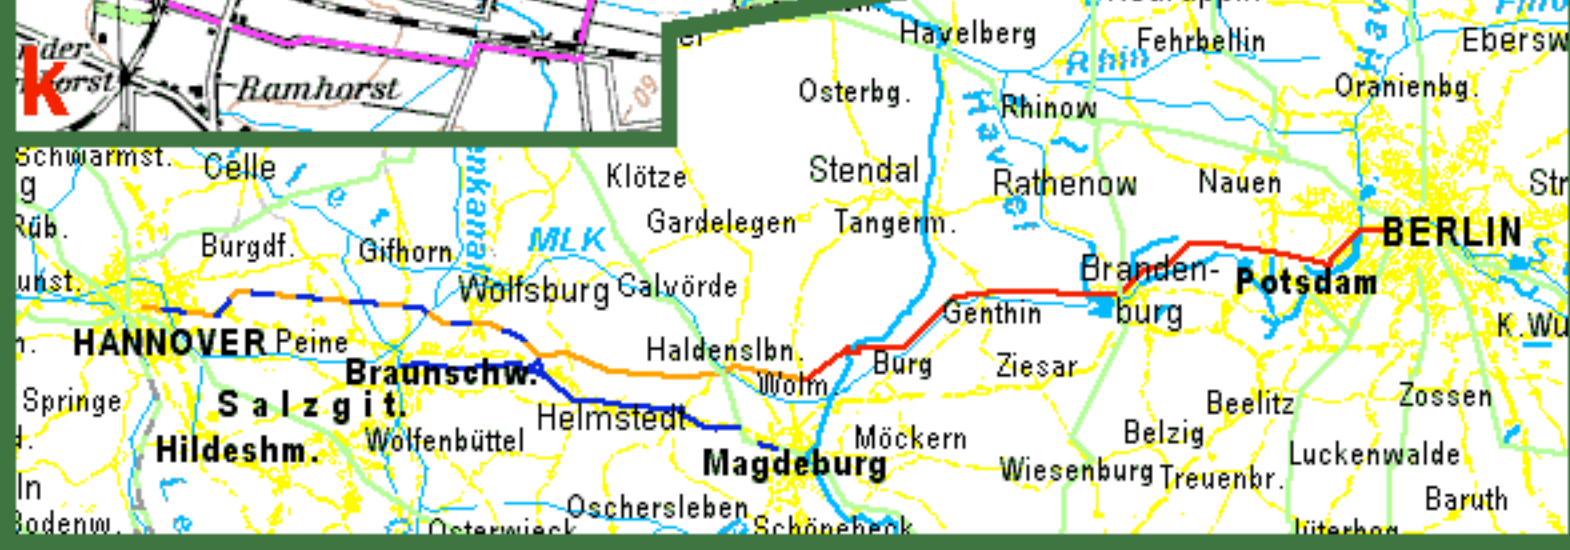 k
Ramhorst
Havelberg
Fehrbellin
Rhin
Osterbg.
Rhinow
Oranienbg.
Schwarmst.
Celle
Klötze
Stendal
Havel
Rathenow
Nauen
Rüb.
Burgdf.
Gifhorn
MLK
Gardelegen
Tangerm.
BERLIN
Wolfsburg
Calvörde
Branden-
burg
Potsdam
HANNOVER
Peine
Genthin
Haldenslbn.
Burg
Ziesar
Braunschw.
Wolm.
Springe
Salzgit.
Helmstedt
Beelitz
Zossen
Hildeshm.
Wolfenbüttel
Möckern
Belzig
Magdeburg
Wiesenburg
Treuenbr.
Luckenwalde
Baruth
Oschersleben
Osterwieck
Schönebeck
Bodenw.
Jüterbog